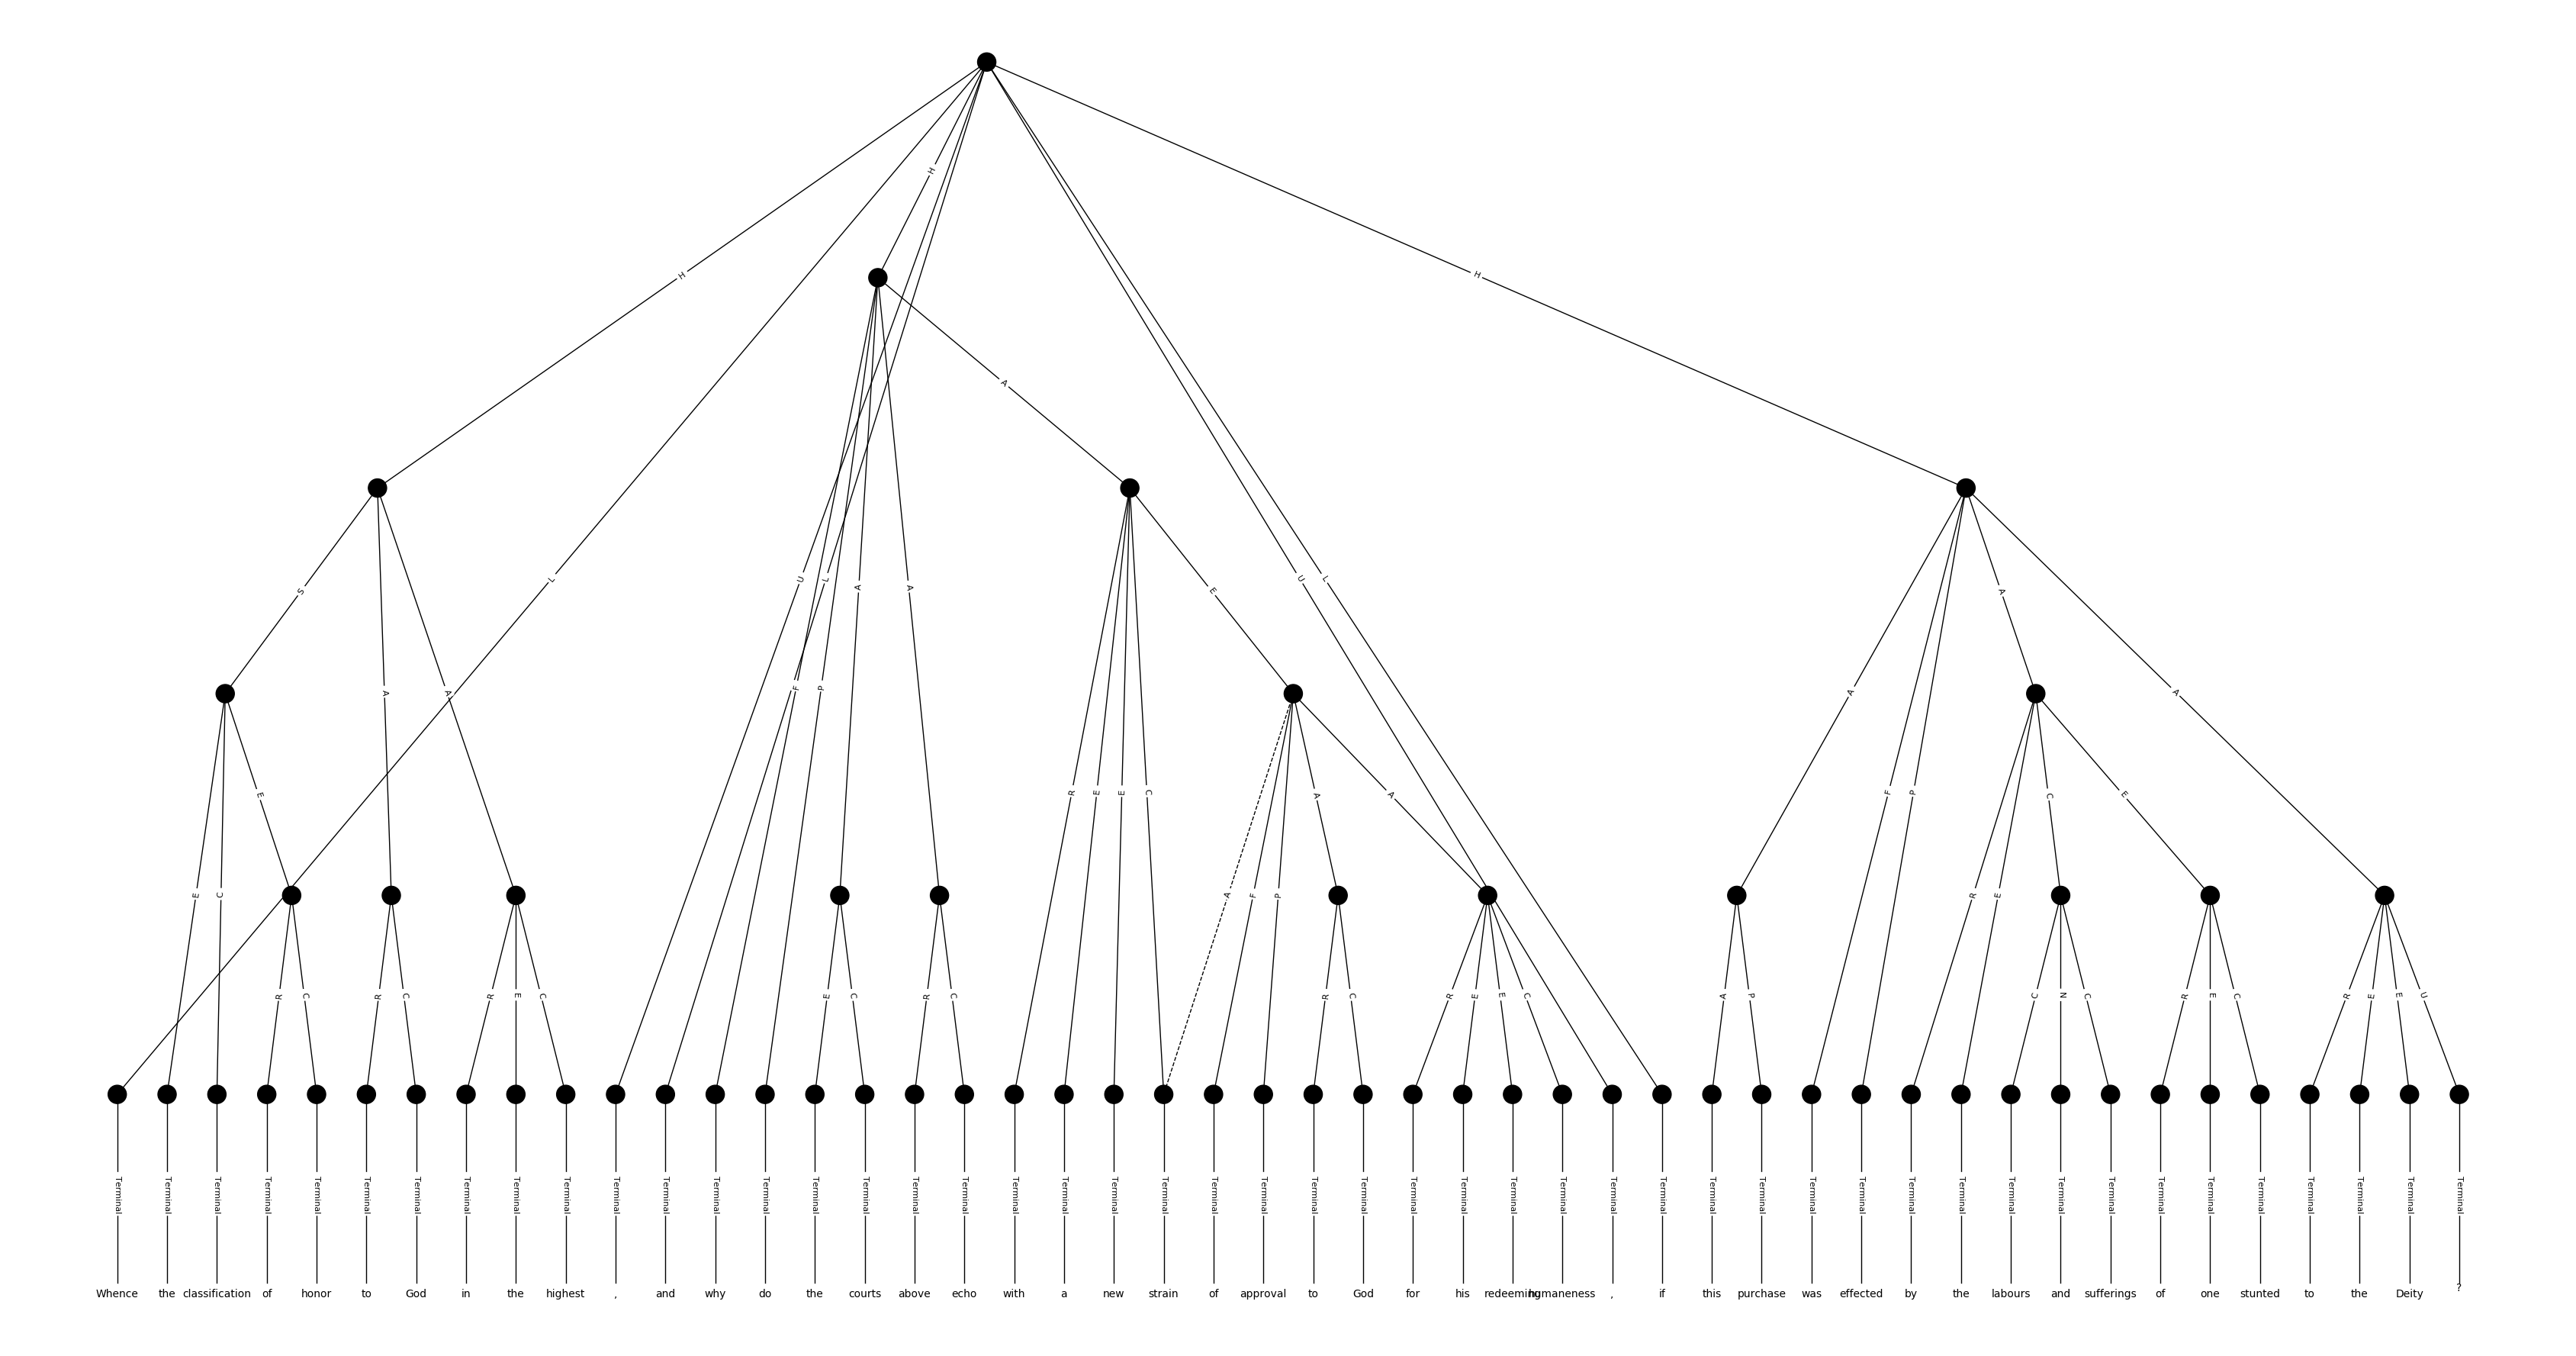 H
H
H
A
S
L
U
L
A
A
U
L
A
E
F
P
A
A
A
A
A
E
R
E
E
C
A
A
F
P
C
E
E
C
A
F
P
R
E
R
C
R
C
R
E
C
E
C
R
C
R
C
R
E
E
C
A
P
C
N
C
R
E
C
R
E
E
U
Terminal Terminal Terminal Terminal Terminal Terminal Terminal Terminal Terminal Terminal Terminal Terminal Terminal Terminal Terminal Terminal Terminal Terminal Terminal Terminal Terminal Terminal Terminal Terminal Terminal Terminal Terminal Terminal Terminal Terminal Terminal Terminal Terminal Terminal Terminal Terminal Terminal Terminal Terminal Terminal Terminal Terminal Terminal Terminal Terminal Terminal Terminal Terminal
Whence the classification of honor to God in the highest , and why do the courts above echo with a new strain of approval to God for his redeeming humaneness , if this purchase was effected by the labours and sufferings of one stunted to the Deity ?